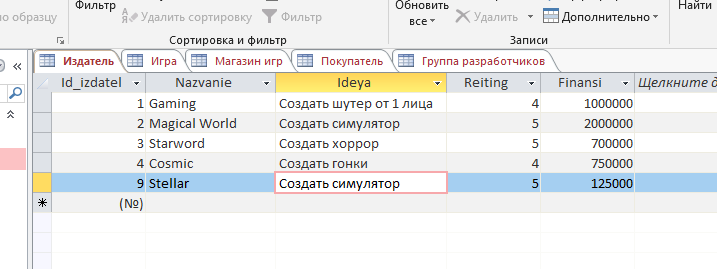 о образцу
Фильтр
Удалить сортировку
Параметры
Обновить
все
Удалить
Дополнительно
Найти
Сортировка и фильтр
Записи
Издатель
Игра
Магазин игр
Покупатель
Группа разработчиков
Id_izdatel Nazvanie Ideya Reiting Finansi Щелкните д
1 Gaming Создать шутер от 1 лица 4 1000000
2 Magical World Создать симулятор 5 2000000
3 Starword Создать хоррор 5 700000
4 Cosmic Создать гонки 4 750000
9 Stellar Создать симулятор 5 125000
(№)